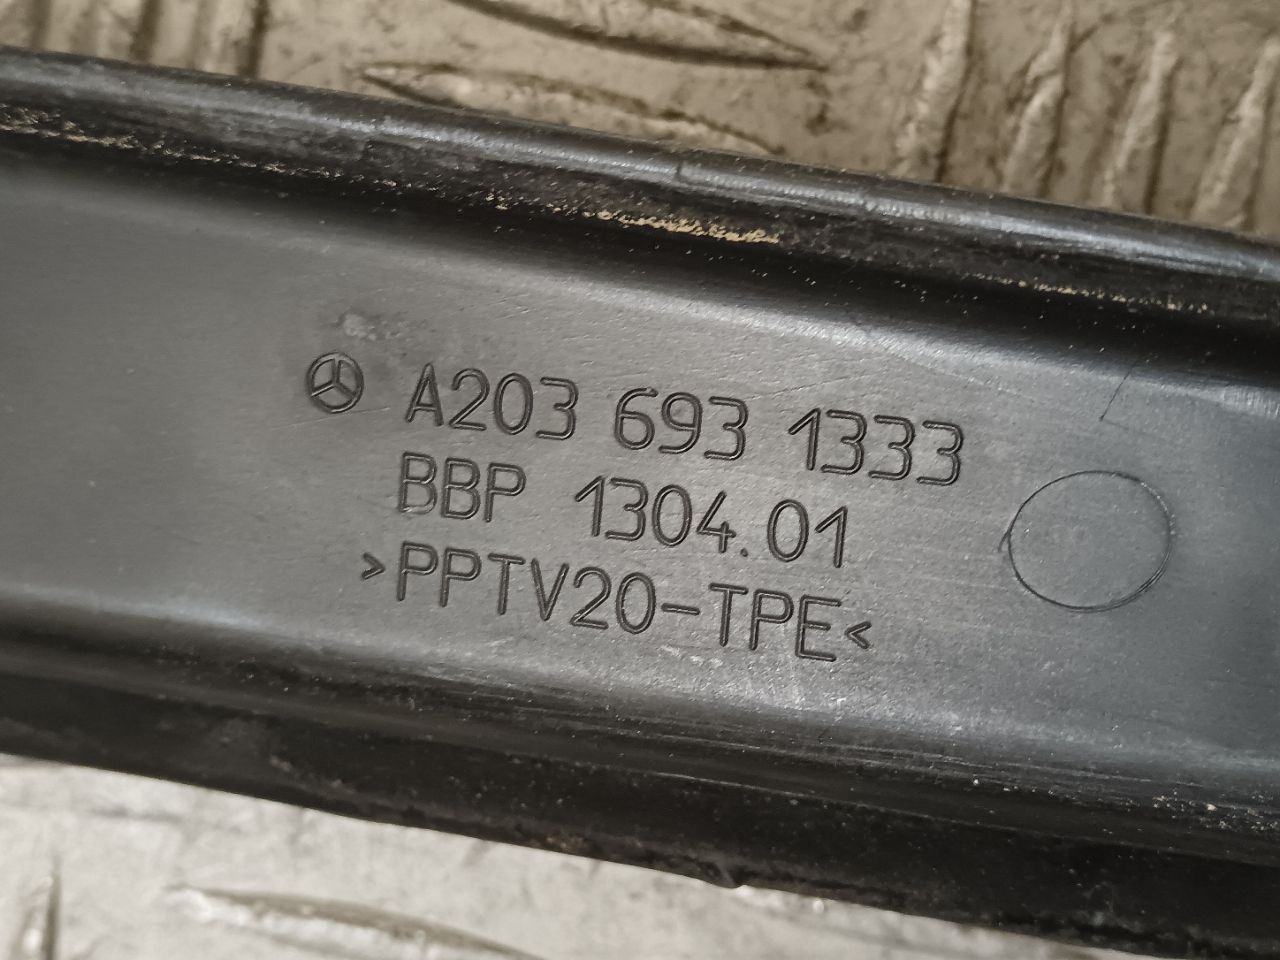 A203 693 1333
BBP 1304.01
>PPTV20-TPE<